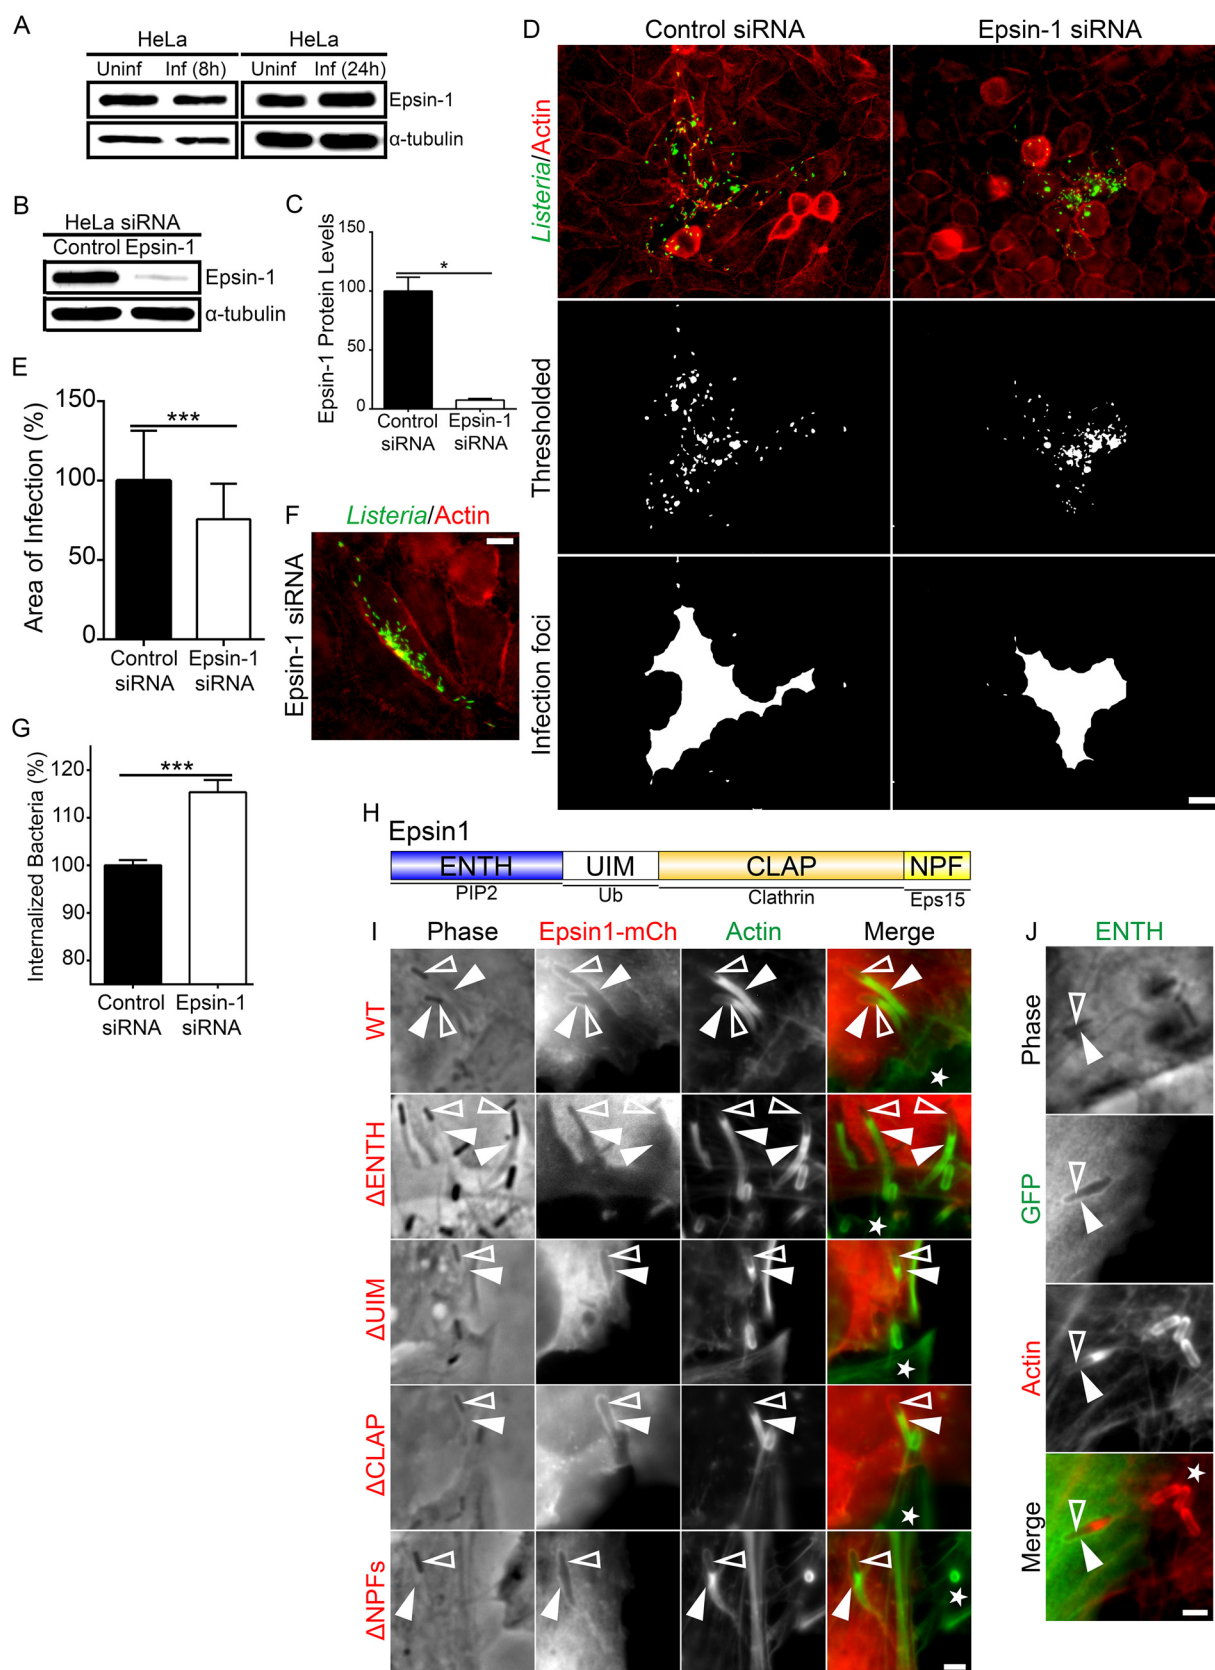 A
HeLa HeLa
Uninf Inf (8h) Uninf Inf (24h)
Epsin-1
α-tubulin
B
HeLa siRNA
Control Epsin-1
Epsin-1
α-tubulin
C
Epsin-1 Protein Levels
150
100
50
0
*
Control siRNA
Epsin-1 siRNA
D
Control siRNA Epsin-1 siRNA
Listeria/Actin
Thresholded
Infection foci
E
Area of Infection (%)
150
100
50
0
***
Control siRNA
Epsin-1 siRNA
F
Listeria/Actin
Epsin-1 siRNA
G
Internalized Bacteria (%)
120
110
100
90
80
***
Control siRNA
Epsin-1 siRNA
H
Epsin1
ENTH UIM CLAP NPF
PIP2 Ub Clathrin Eps15
I
Phase Epsin1-mCh Actin Merge
WT
ΔENTH
ΔUIM
ΔCLAP
ΔNPFs
J
ENTH
Phase
GFP
Actin
Merge